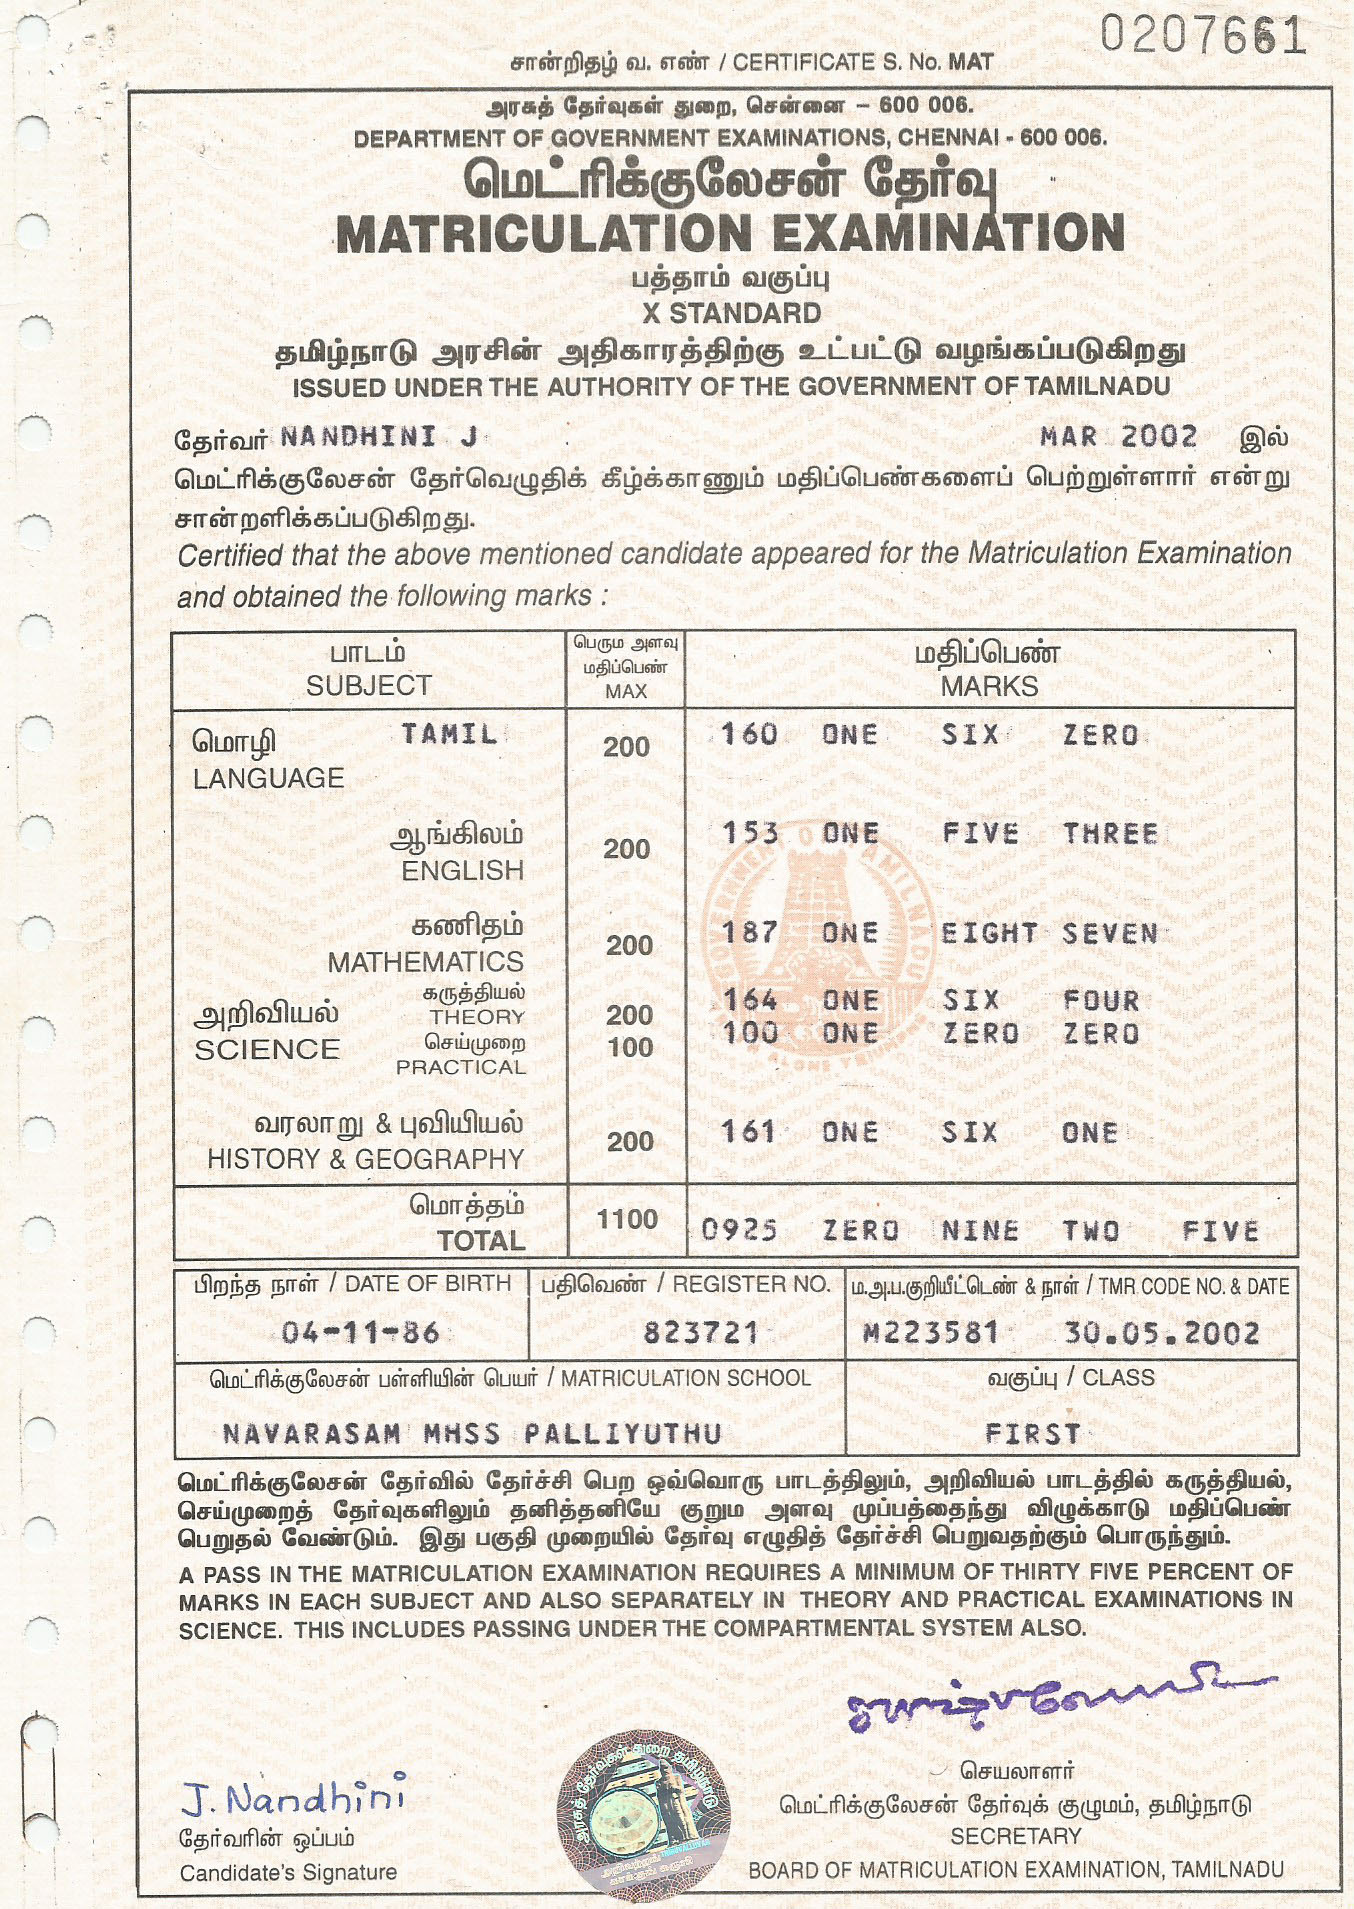 0207661
சான்றிதழ் வ. எண் / CERTIFICATE S. No. MAT
அரசுத் தேர்வுகள் துறை, சென்னை – 600 006.
DEPARTMENT OF GOVERNMENT EXAMINATIONS, CHENNAI - 600 006.
மெட்ரிக்குலேசன் தேர்வு
MATRICULATION EXAMINATION
பத்தாம் வகுப்பு
X STANDARD
தமிழ்நாடு அரசின் அதிகாரத்திற்கு உட்பட்டு வழங்கப்படுகிறது
ISSUED UNDER THE AUTHORITY OF THE GOVERNMENT OF TAMILNADU
தேர்வர் NANDHINI J MAR 2002 இல்
மெட்ரிக்குலேசன் தேர்வெழுதிக் கீழ்க்காணும் மதிப்பெண்களைப் பெற்றுள்ளார் என்று
சான்றளிக்கப்படுகிறது.
Certified that the above mentioned candidate appeared for the Matriculation Examination
and obtained the following marks :
பாடம் பெரும அளவு மதிப்பெண் மதிப்பெண்
SUBJECT MAX MARKS
மொழி TAMIL 200 160 ONE SIX ZERO
LANGUAGE
ஆங்கிலம் 200 153 ONE FIVE THREE
ENGLISH
கணிதம் 200 187 ONE EIGHT SEVEN
MATHEMATICS
அறிவியல் கருத்தியல் 200 164 ONE SIX FOUR
THEORY
SCIENCE செய்முறை 100 100 ONE ZERO ZERO
PRACTICAL
வரலாறு & புவியியல் 200 161 ONE SIX ONE
HISTORY & GEOGRAPHY
மொத்தம் 1100 0925 ZERO NINE TWO FIVE
TOTAL
பிறந்த நாள் / DATE OF BIRTH பதிவெண் / REGISTER NO. ம.அ.ப.குறியீட்டெண் & நாள் / TMR CODE NO. & DATE
04-11-86 823721 M223581 30.05.2002
மெட்ரிக்குலேசன் பள்ளியின் பெயர் / MATRICULATION SCHOOL வகுப்பு / CLASS
NAVARASAM MHSS PALLIYUTHU FIRST
மெட்ரிக்குலேசன் தேர்வில் தேர்ச்சி பெற ஒவ்வொரு பாடத்திலும், அறிவியல் பாடத்தில் கருத்தியல்,
செய்முறைத் தேர்வுகளிலும் தனித்தனியே குறும அளவு முப்பத்தைந்து விழுக்காடு மதிப்பெண்
பெறுதல் வேண்டும். இது பகுதி முறையில் தேர்வு எழுதித் தேர்ச்சி பெறுவதற்கும் பொருந்தும்.
A PASS IN THE MATRICULATION EXAMINATION REQUIRES A MINIMUM OF THIRTY FIVE PERCENT OF
MARKS IN EACH SUBJECT AND ALSO SEPARATELY IN THEORY AND PRACTICAL EXAMINATIONS IN
SCIENCE. THIS INCLUDES PASSING UNDER THE COMPARTMENTAL SYSTEM ALSO.
J. Nandhini
தேர்வரின் ஒப்பம்
Candidate's Signature
அரசுத் தேர்வுகள் துறை தமிழ்நாடு
செயலாளர்
மெட்ரிக்குலேசன் தேர்வுக் குழுமம், தமிழ்நாடு
SECRETARY
BOARD OF MATRICULATION EXAMINATION, TAMILNADU